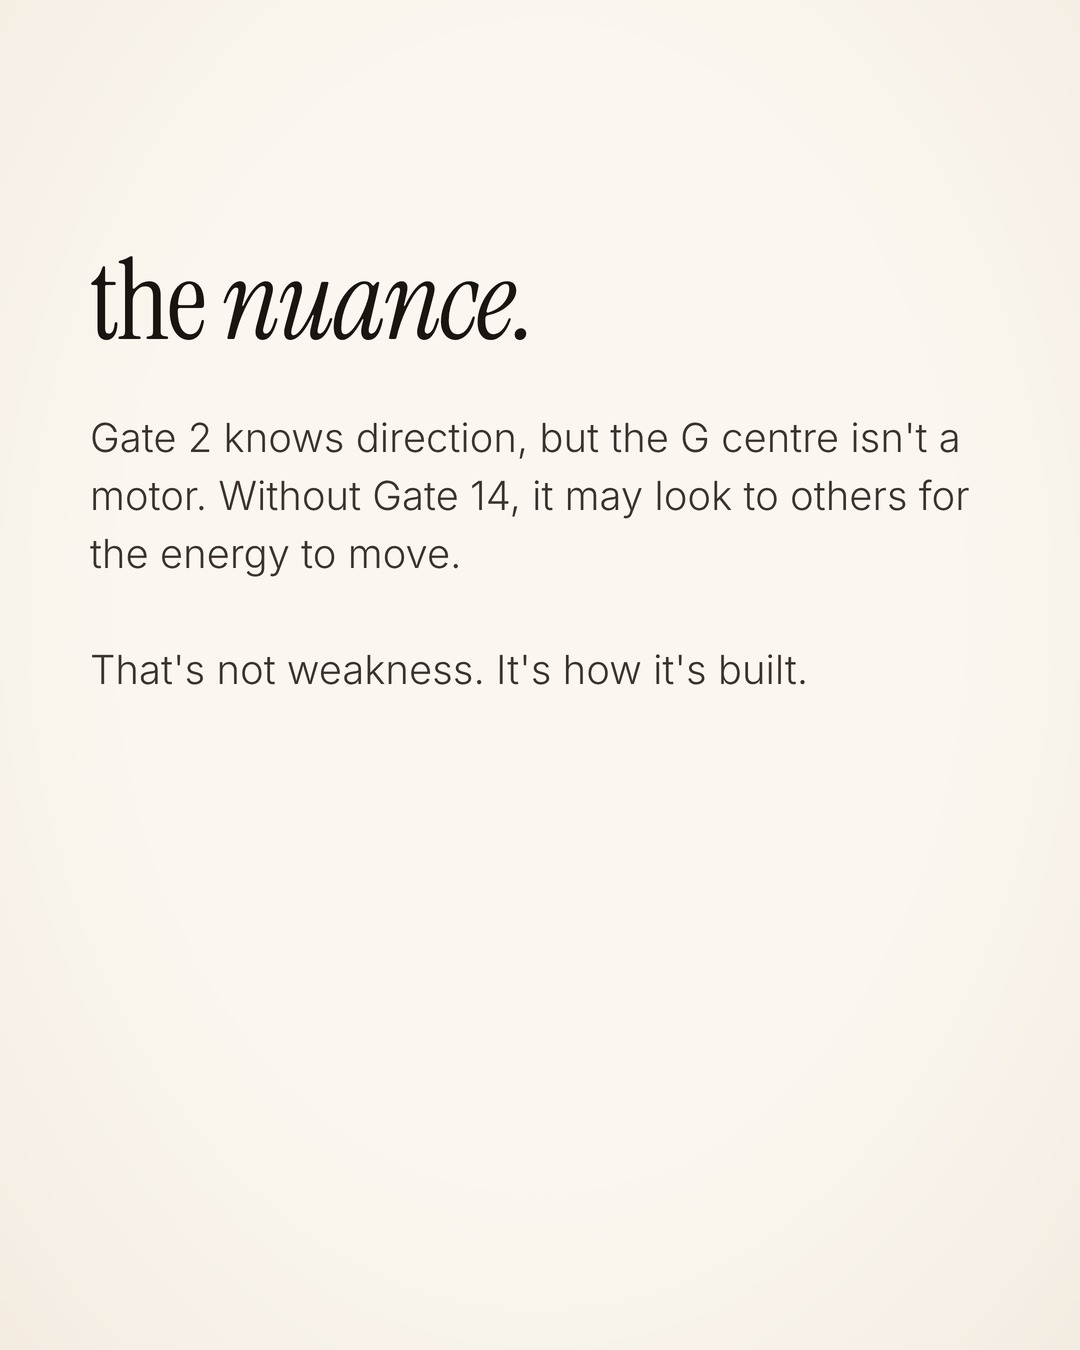 the nuance.
Gate 2 knows direction, but the G centre isn't a
motor. Without Gate 14, it may look to others for
the energy to move.
That's not weakness. It's how it's built.